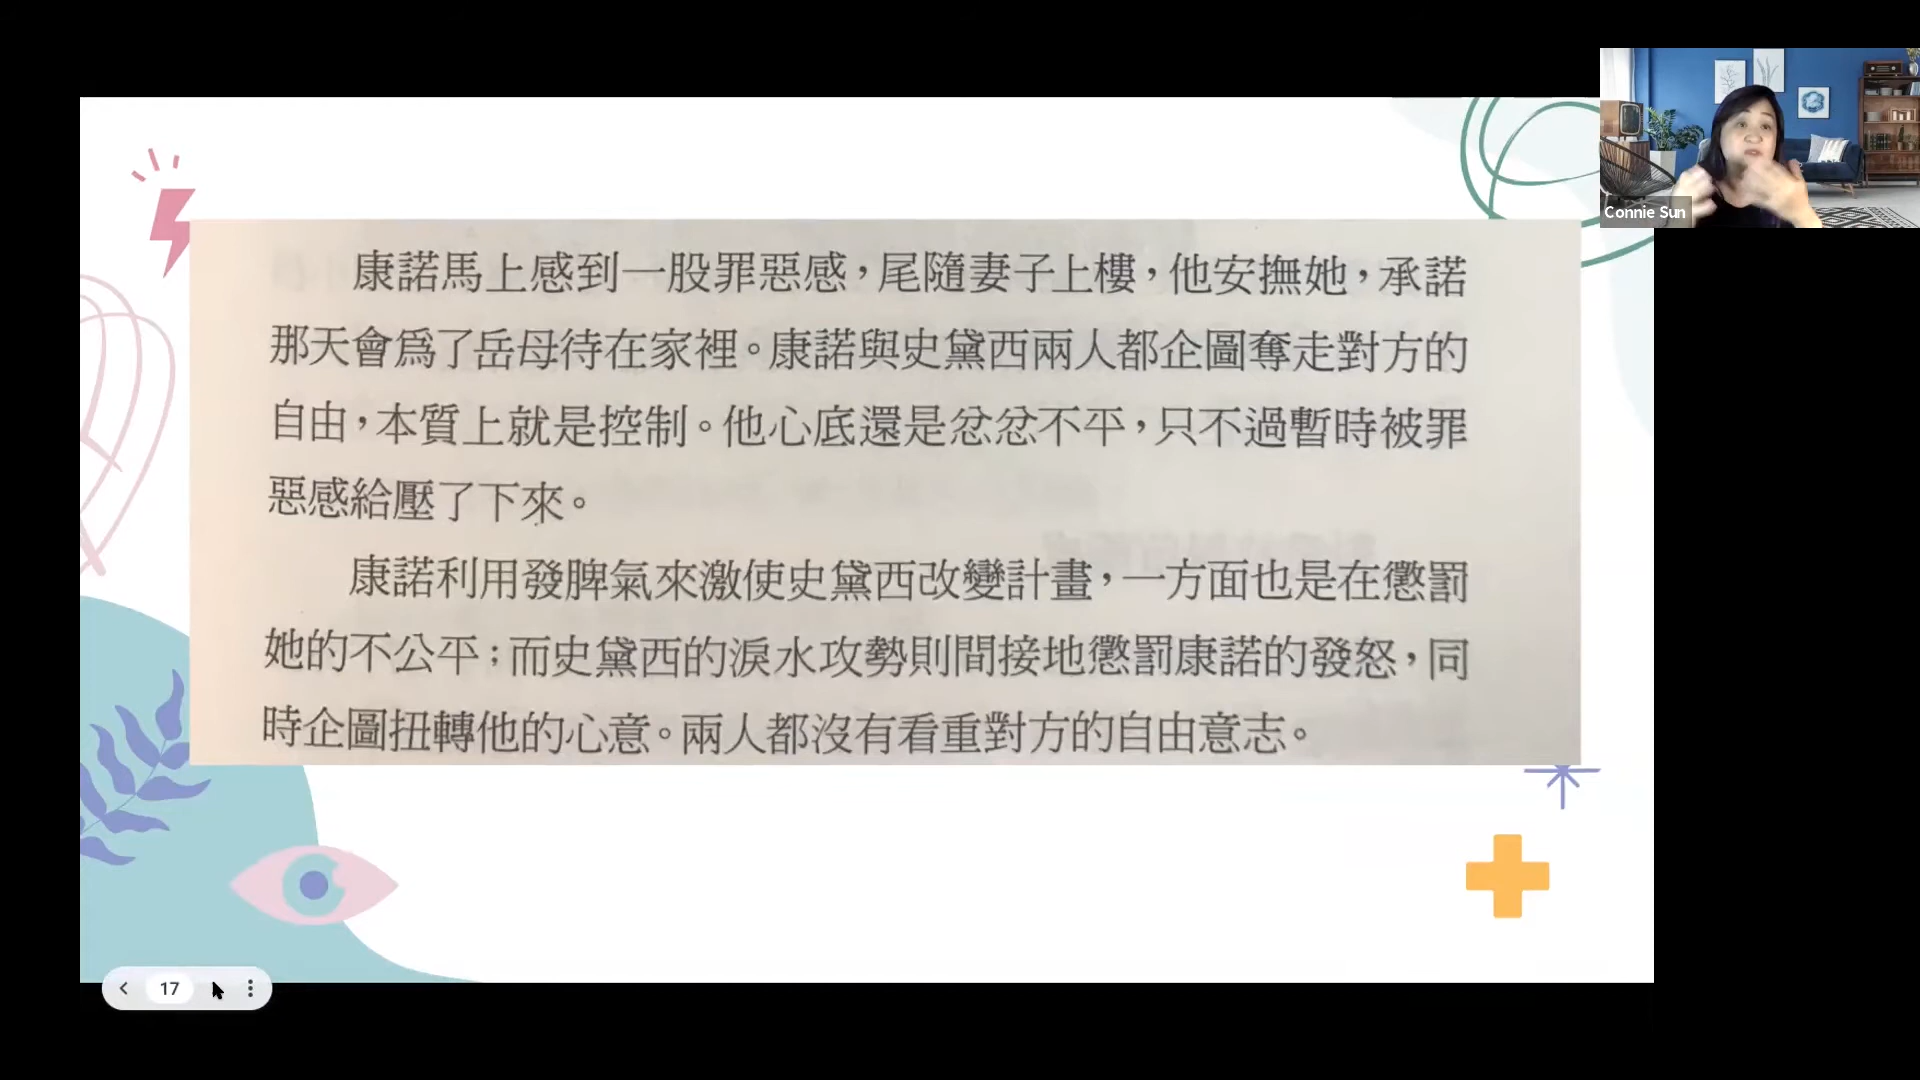 Connie Sun
康諾馬上感到一股罪惡感，尾隨妻子上樓，他安撫她，承諾
那天會爲了岳母待在家裡。康諾與史黛西兩人都企圖奪走對方的
自由，本質上就是控制。他心底還是忿忿不平，只不過暫時被罪
惡感給壓了下來。
康諾利用發脾氣來激使史黛西改變計畫，一方面也是在懲罰
她的不公平；而史黛西的淚水攻勢則間接地懲罰康諾的發怒，同
時企圖扭轉他的心意。兩人都沒有看重對方的自由意志。
17